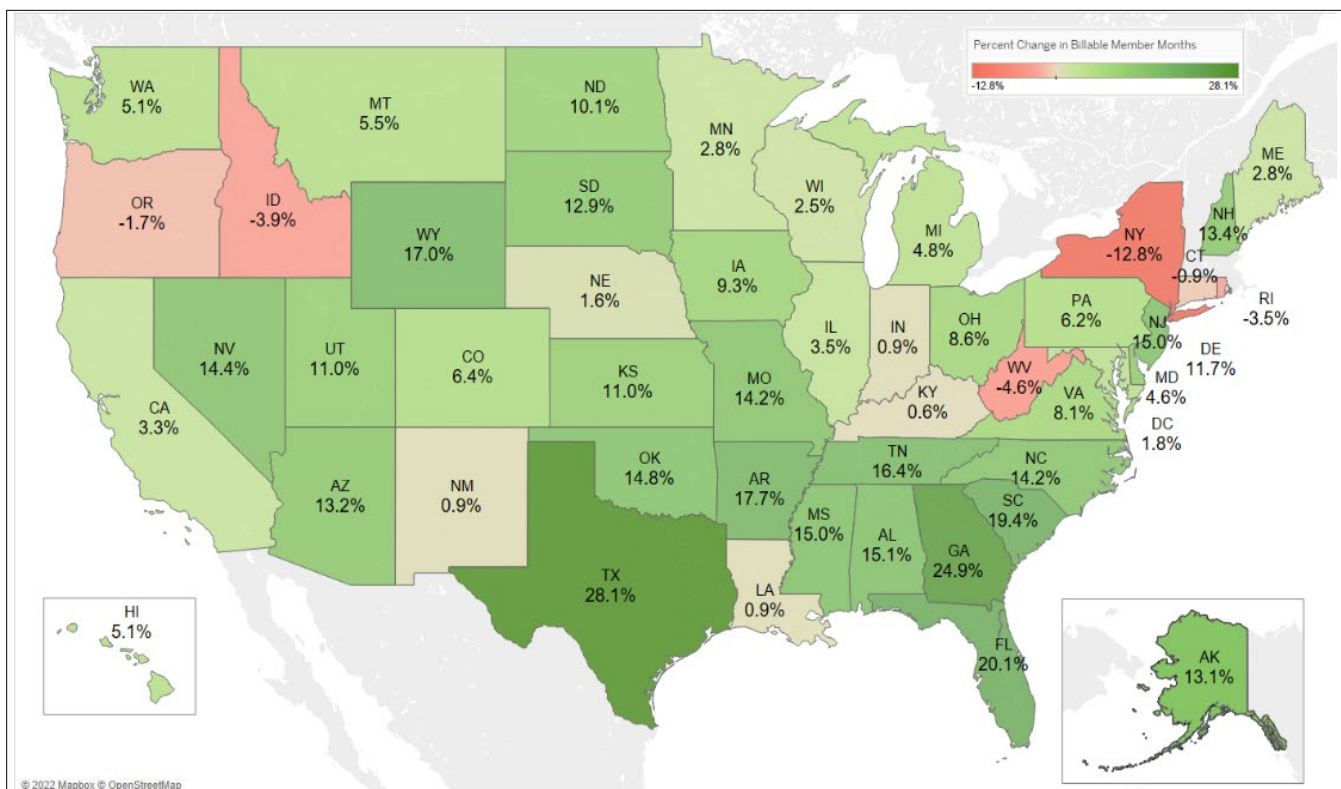 Percent Change in Billable Member Months
-12.8% 28.1%
WA
5.1%
MT
5.5%
ND
10.1%
MN
2.8%
ME
2.8%
OR
-1.7%
ID
-3.9%
WY
17.0%
SD
12.9%
WI
2.5%
MI
4.8%
NY
-12.8%
NH
13.4%
CT
-0.9%
RI
-3.5%
NE
1.6%
IA
9.3%
IL
3.5%
IN
0.9%
OH
8.6%
PA
6.2%
NJ
15.0%
DE
11.7%
MD
4.6%
DC
1.8%
NV
14.4%
UT
11.0%
CO
6.4%
KS
11.0%
MO
14.2%
KY
0.6%
WV
-4.6%
VA
8.1%
CA
3.3%
AZ
13.2%
NM
0.9%
OK
14.8%
AR
17.7%
TN
16.4%
NC
14.2%
SC
19.4%
MS
15.0%
AL
15.1%
GA
24.9%
TX
28.1%
LA
0.9%
FL
20.1%
HI
5.1%
AK
13.1%
© 2022 Mapbox © OpenStreetMap